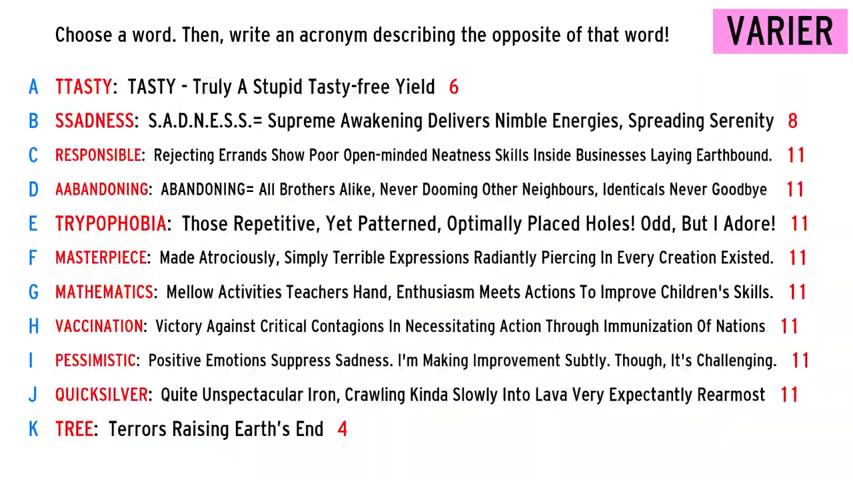 Choose a word. Then, write an acronym describing the opposite of that word!
VARIER
A TTASTY: TASTY - Truly A Stupid Tasty-free Yield 6
B SSADNESS: S.A.D.N.E.S.S.= Supreme Awakening Delivers Nimble Energies, Spreading Serenity 8
C RESPONSIBLE: Rejecting Errands Show Poor Open-minded Neatness Skills Inside Businesses Laying Earthbound. 11
D AABANDONING: ABANDONING= All Brothers Alike, Never Dooming Other Neighbours, Identicals Never Goodbye 11
E TRYPOPHOBIA: Those Repetitive, Yet Patterned, Optimally Placed Holes! Odd, But I Adore! 11
F MASTERPIECE: Made Atrociously, Simply Terrible Expressions Radiantly Piercing In Every Creation Existed. 11
G MATHEMATICS: Mellow Activities Teachers Hand, Enthusiasm Meets Actions To Improve Children's Skills. 11
H VACCINATION: Victory Against Critical Contagions In Necessitating Action Through Immunization Of Nations 11
I PESSIMISTIC: Positive Emotions Suppress Sadness. I'm Making Improvement Subtly. Though, It's Challenging. 11
J QUICKSILVER: Quite Unspectacular Iron, Crawling Kinda Slowly Into Lava Very Expectantly Rearmost 11
K TREE: Terrors Raising Earth's End 4